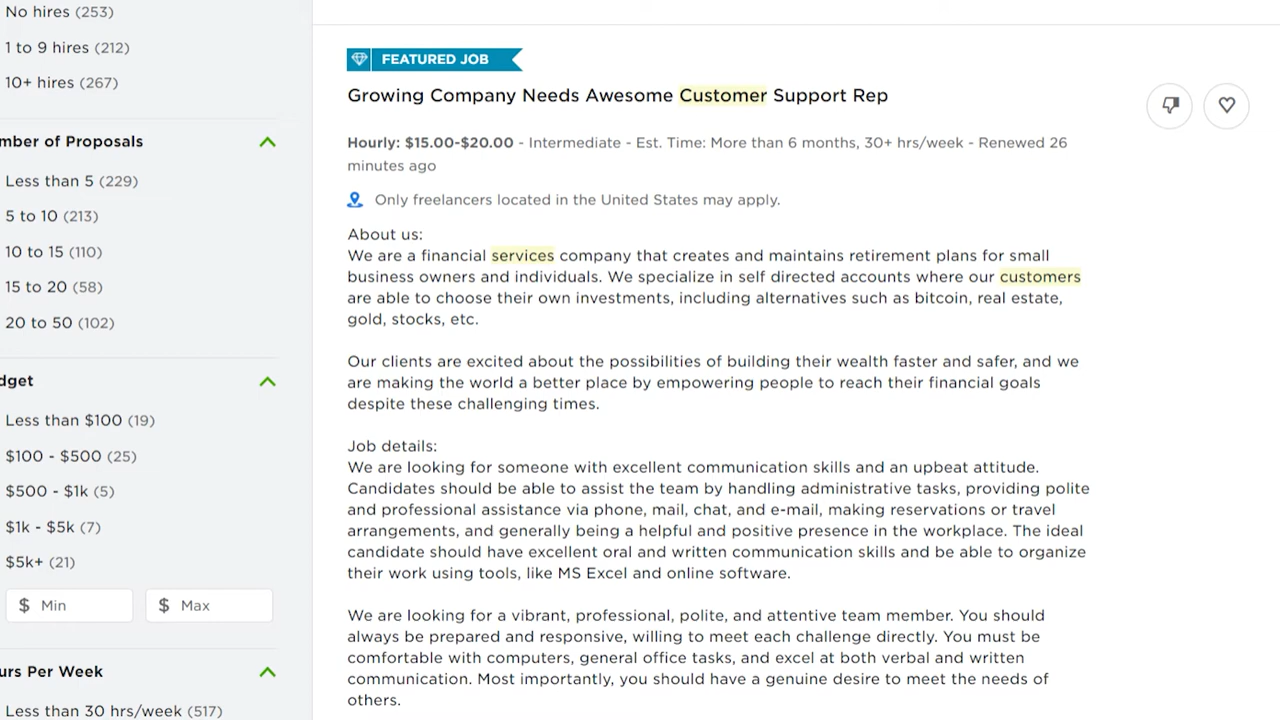 No hires (253)
1 to 9 hires (212)
10+ hires (267)
mber of Proposals
Less than 5 (229)
5 to 10 (213)
10 to 15 (110)
15 to 20 (58)
20 to 50 (102)
dget
Less than $100 (19)
$100 - $500 (25)
$500 - $1k (5)
$1k - $5k (7)
$5k+ (21)
$ Min $ Max
urs Per Week
Less than 30 hrs/week (517)
FEATURED JOB
Growing Company Needs Awesome Customer Support Rep
Hourly: $15.00-$20.00 - Intermediate - Est. Time: More than 6 months, 30+ hrs/week - Renewed 26
minutes ago
Only freelancers located in the United States may apply.
About us:
We are a financial services company that creates and maintains retirement plans for small
business owners and individuals. We specialize in self directed accounts where our customers
are able to choose their own investments, including alternatives such as bitcoin, real estate,
gold, stocks, etc.
Our clients are excited about the possibilities of building their wealth faster and safer, and we
are making the world a better place by empowering people to reach their financial goals
despite these challenging times.
Job details:
We are looking for someone with excellent communication skills and an upbeat attitude.
Candidates should be able to assist the team by handling administrative tasks, providing polite
and professional assistance via phone, mail, chat, and e-mail, making reservations or travel
arrangements, and generally being a helpful and positive presence in the workplace. The ideal
candidate should have excellent oral and written communication skills and be able to organize
their work using tools, like MS Excel and online software.
We are looking for a vibrant, professional, polite, and attentive team member. You should
always be prepared and responsive, willing to meet each challenge directly. You must be
comfortable with computers, general office tasks, and excel at both verbal and written
communication. Most importantly, you should have a genuine desire to meet the needs of
others.